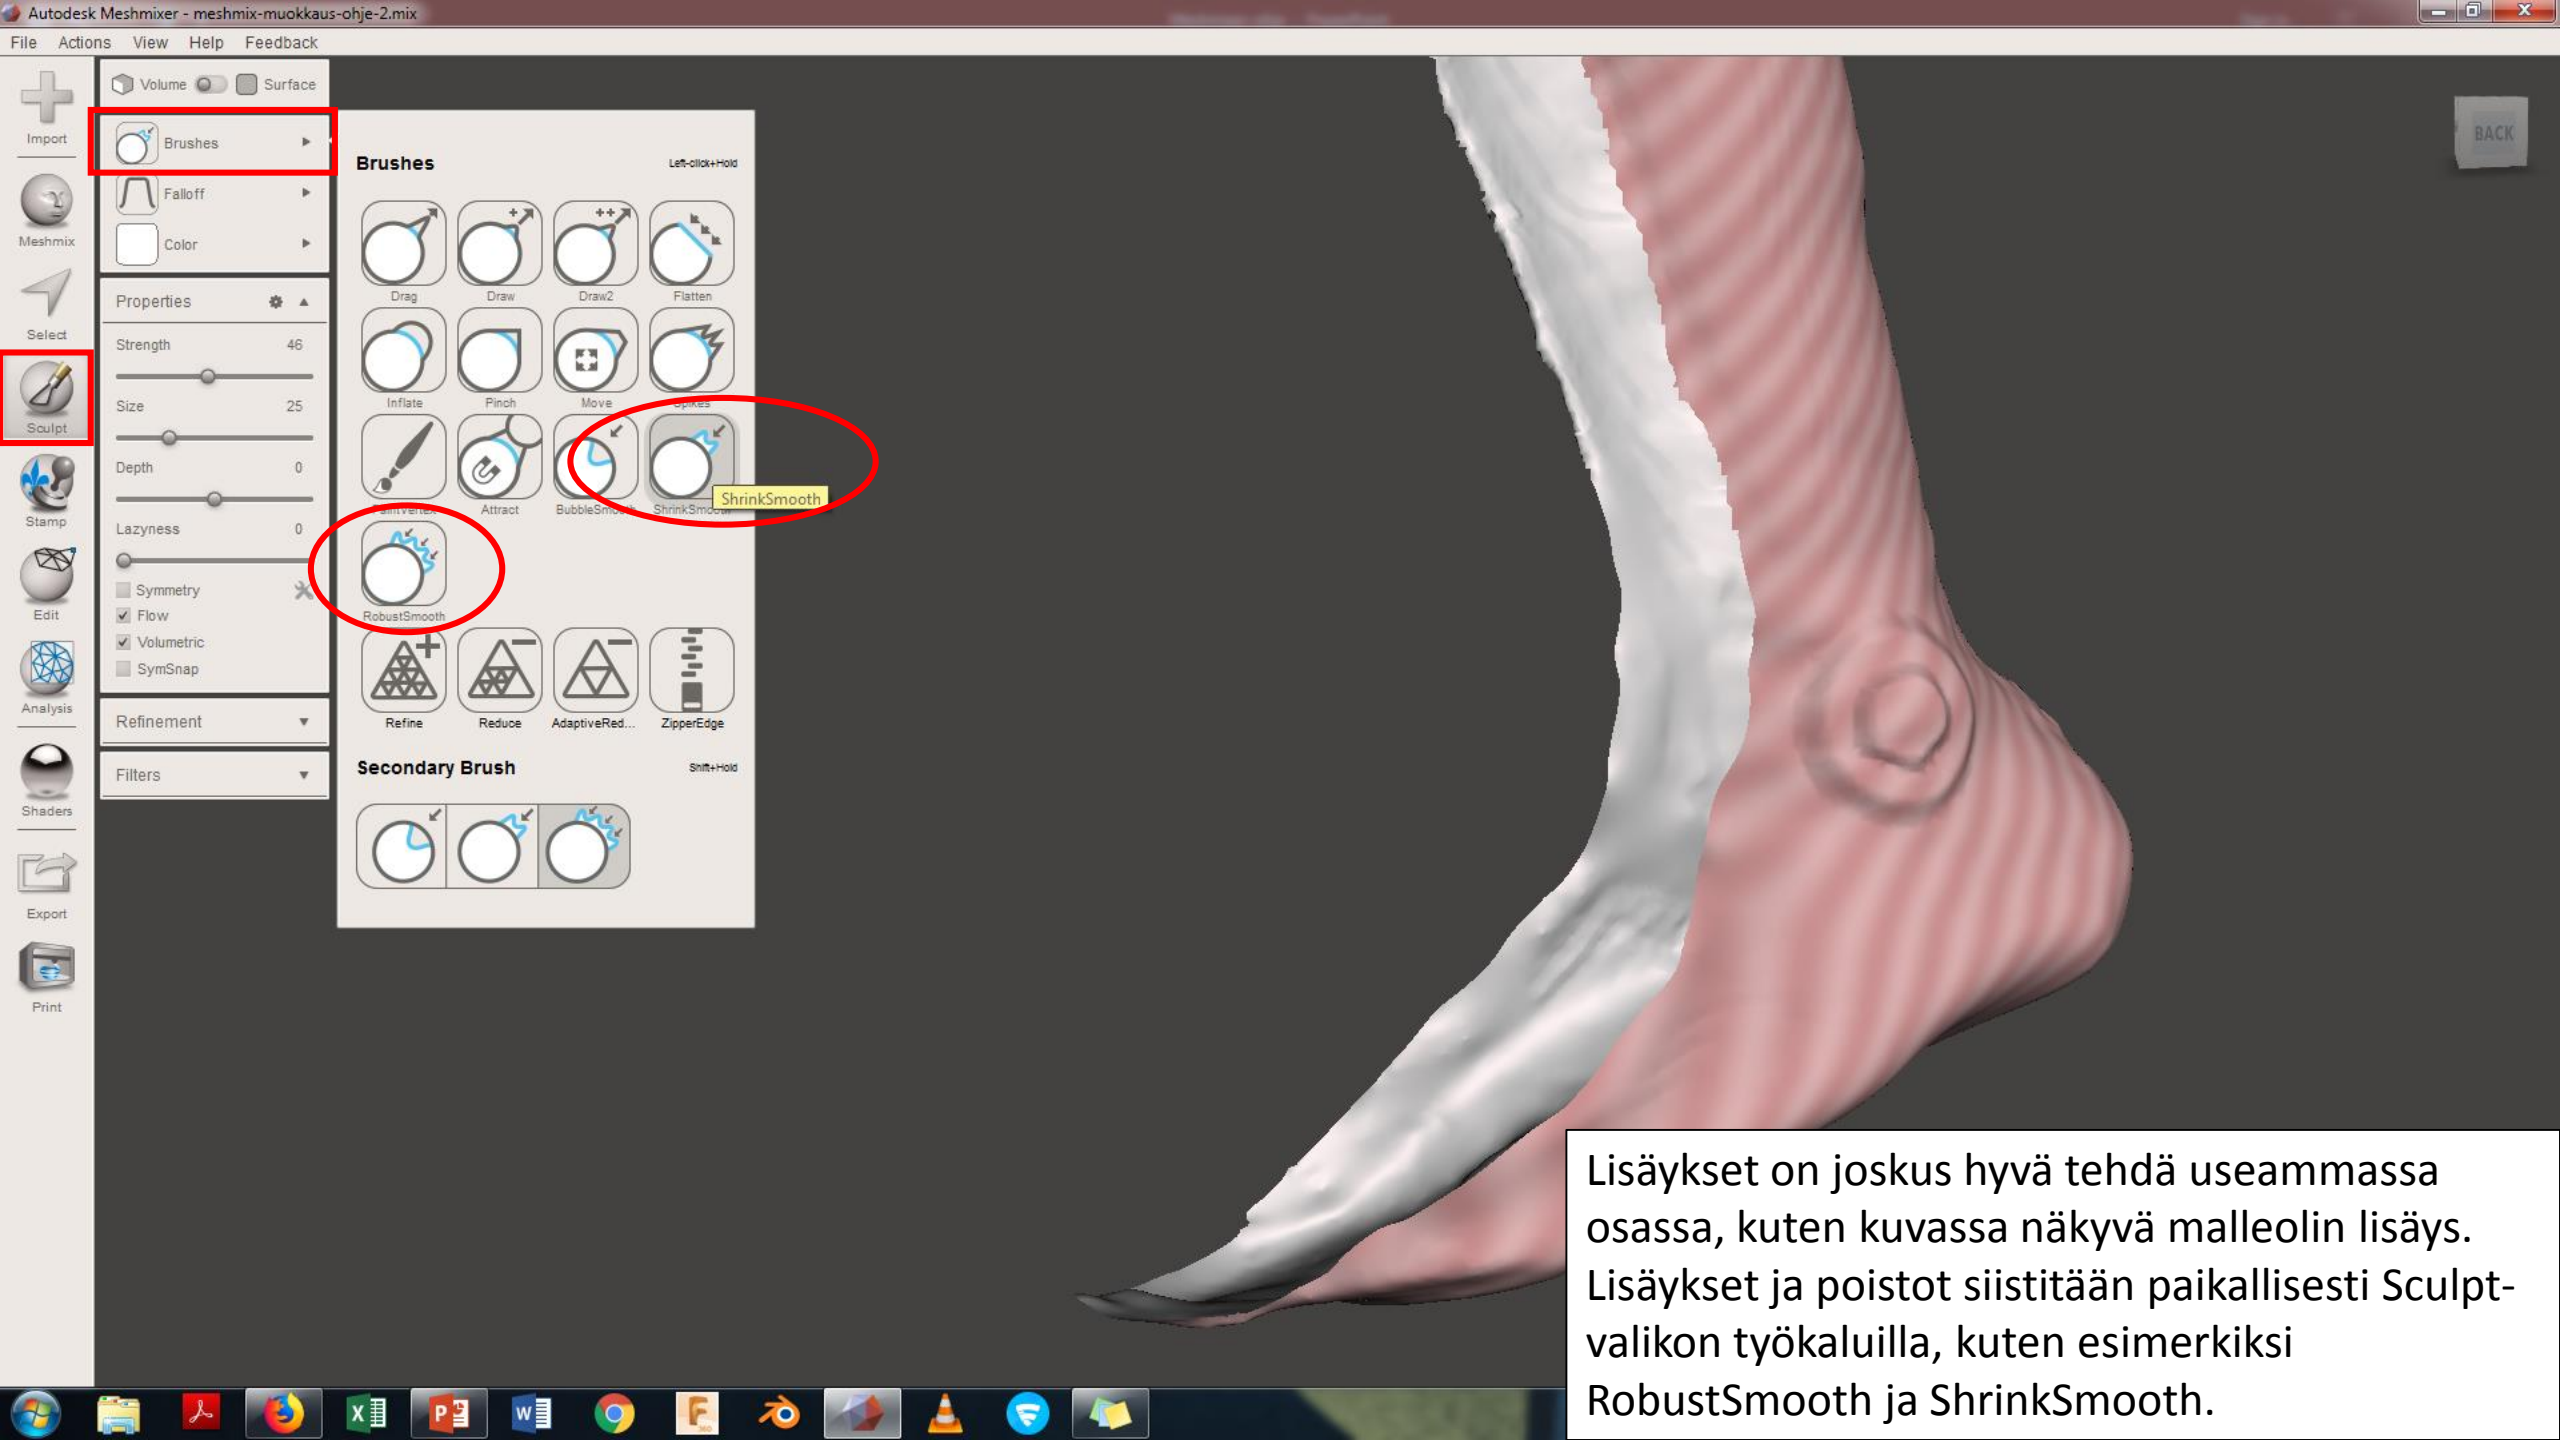 Autodesk Meshmixer - meshmix-muokkaus-ohje-2.mix
File Actions View Help Feedback
Import
Meshmix
Select
Sculpt
Stamp
Edit
Analysis
Shaders
Export
Print
Volume Surface
Brushes
Falloff
Color
Properties
Strength 46
Size 25
Depth 0
Lazyness 0
Symmetry
Flow
Volumetric
SymSnap
Refinement
Filters
Brushes Left-click+Hold
Drag Draw Draw2 Flatten
Inflate Pinch Move Spikes
PaintVertex Attract BubbleSmooth ShrinkSmooth
ShrinkSmooth
RobustSmooth
Refine Reduce AdaptiveRed... ZipperEdge
Secondary Brush Shift+Hold
BACK
Lisäykset on joskus hyvä tehdä useammassa
osassa, kuten kuvassa näkyvä malleolin lisäys.
Lisäykset ja poistot siistitään paikallisesti Sculpt-
valikon työkaluilla, kuten esimerkiksi
RobustSmooth ja ShrinkSmooth.